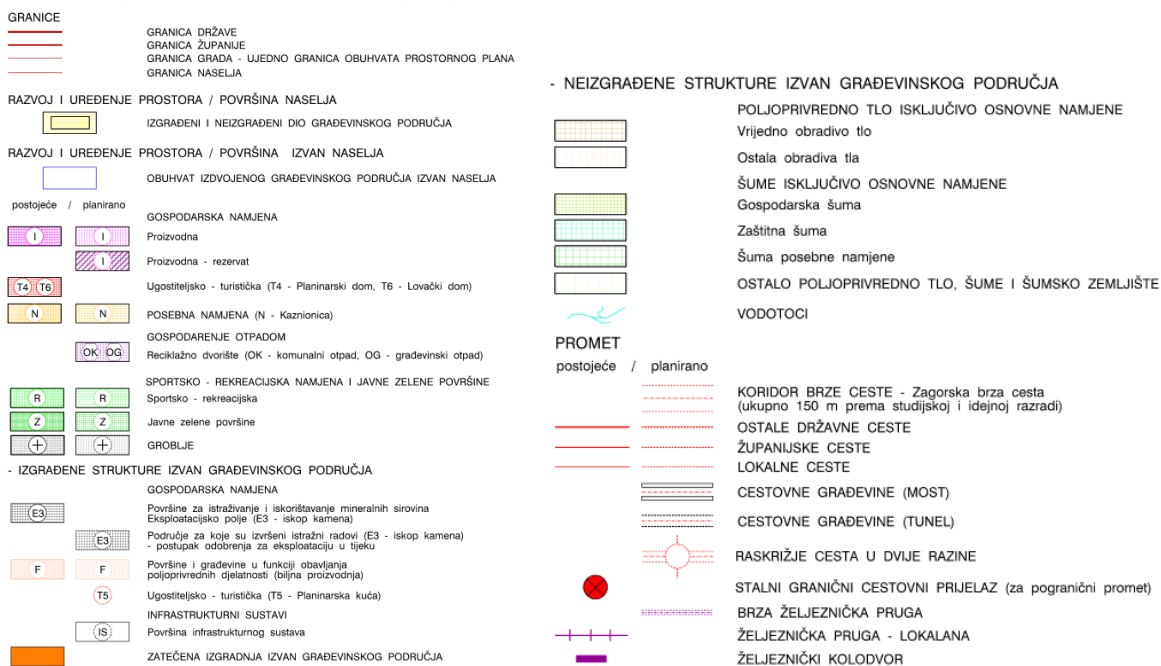 GRANICE
GRANICA DRŽAVE
GRANICA ŽUPANIJE
GRANICA GRADA - UJEDNO GRANICA OBUHVATA PROSTORNOG PLANA
GRANICA NASELJA
RAZVOJ I UREĐENJE PROSTORA / POVRŠINA NASELJA
IZGRAĐENI I NEIZGRAĐENI DIO GRAĐEVINSKOG PODRUČJA
RAZVOJ I UREĐENJE PROSTORA / POVRŠINA IZVAN NASELJA
OBUHVAT IZDVOJENOG GRAĐEVINSKOG PODRUČJA IZVAN NASELJA
postojeće / planirano
GOSPODARSKA NAMJENA
I I Proizvodna
I Proizvodna - rezervat
T4 T6 Ugostiteljsko - turistička (T4 - Planinarski dom, T6 - Lovački dom)
N N POSEBNA NAMJENA (N - Kaznionica)
GOSPODARENJE OTPADOM
OK OG Reciklažno dvorište (OK - komunalni otpad, OG - građevinski otpad)
SPORTSKO - REKREACIJSKA NAMJENA I JAVNE ZELENE POVRŠINE
R R Sportsko - rekreacijska
Z Z Javne zelene površine
GROBLJE
- IZGRAĐENE STRUKTURE IZVAN GRAĐEVINSKOG PODRUČJA
GOSPODARSKA NAMJENA
E3 Površine za istraživanje i iskorištavanje mineralnih sirovina
Eksploatacijsko polje (E3 - iskop kamena)
E3 Područje za koje su izvršeni istražni radovi (E3 - iskop kamena)
- postupak odobrenja za eksploataciju u tijeku
F F Površine i građevine u funkciji obavljanja
poljoprivrednih djelatnosti (biljna proizvodnja)
T5 Ugostiteljsko - turistička (T5 - Planinarska kuća)
INFRASTRUKTURNI SUSTAVI
IS Površina infrastrukturnog sustava
ZATEČENA IZGRADNJA IZVAN GRAĐEVINSKOG PODRUČJA
- NEIZGRAĐENE STRUKTURE IZVAN GRAĐEVINSKOG PODRUČJA
POLJOPRIVREDNO TLO ISKLJUČIVO OSNOVNE NAMJENE
Vrijedno obradivo tlo
Ostala obradiva tla
ŠUME ISKLJUČIVO OSNOVNE NAMJENE
Gospodarska šuma
Zaštitna šuma
Šuma posebne namjene
OSTALO POLJOPRIVREDNO TLO, ŠUME I ŠUMSKO ZEMLJIŠTE
VODOTOCI
PROMET
postojeće / planirano
KORIDOR BRZE CESTE - Zagorska brza cesta
(ukupno 150 m prema studijskoj i idejnoj razradi)
OSTALE DRŽAVNE CESTE
ŽUPANIJSKE CESTE
LOKALNE CESTE
CESTOVNE GRAĐEVINE (MOST)
CESTOVNE GRAĐEVINE (TUNEL)
RASKRIŽJE CESTA U DVIJE RAZINE
STALNI GRANIČNI CESTOVNI PRIJELAZ (za pogranični promet)
BRZA ŽELJEZNIČKA PRUGA
ŽELJEZNIČKA PRUGA - LOKALANA
ŽELJEZNIČKI KOLODVOR